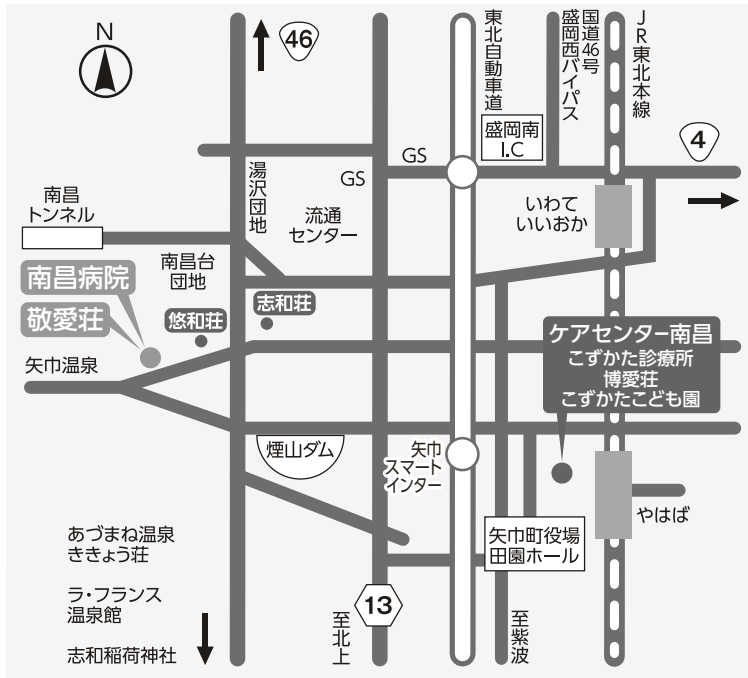 N
46
東北自動車道
国道46号
盛岡西バイパス
JR東北本線
盛岡南
I.C
4
GS
GS
湯沢団地
流通
センター
いわて
いいおか
南昌
トンネル
南昌台
団地
南昌病院
敬愛荘
悠和荘
志和荘
ケアセンター南昌
こずかた診療所
博愛荘
こずかたこども園
矢巾温泉
煙山ダム
矢巾
スマート
インター
やはば
矢巾町役場
田園ホール
あづまね温泉
ききょう荘
ラ・フランス
温泉館
志和稲荷神社
13
至北上
至紫波